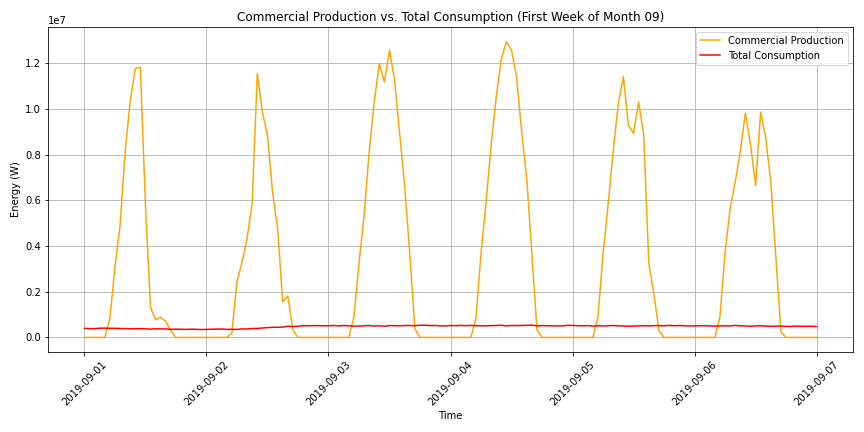 Commercial Production vs. Total Consumption (First Week of Month 09)
1e7
Commercial Production
Total Consumption
Energy (W)
1.2
1.0
0.8
0.6
0.4
0.2
0.0
2019-09-01
2019-09-02
2019-09-03
2019-09-04
2019-09-05
2019-09-06
2019-09-07
Time